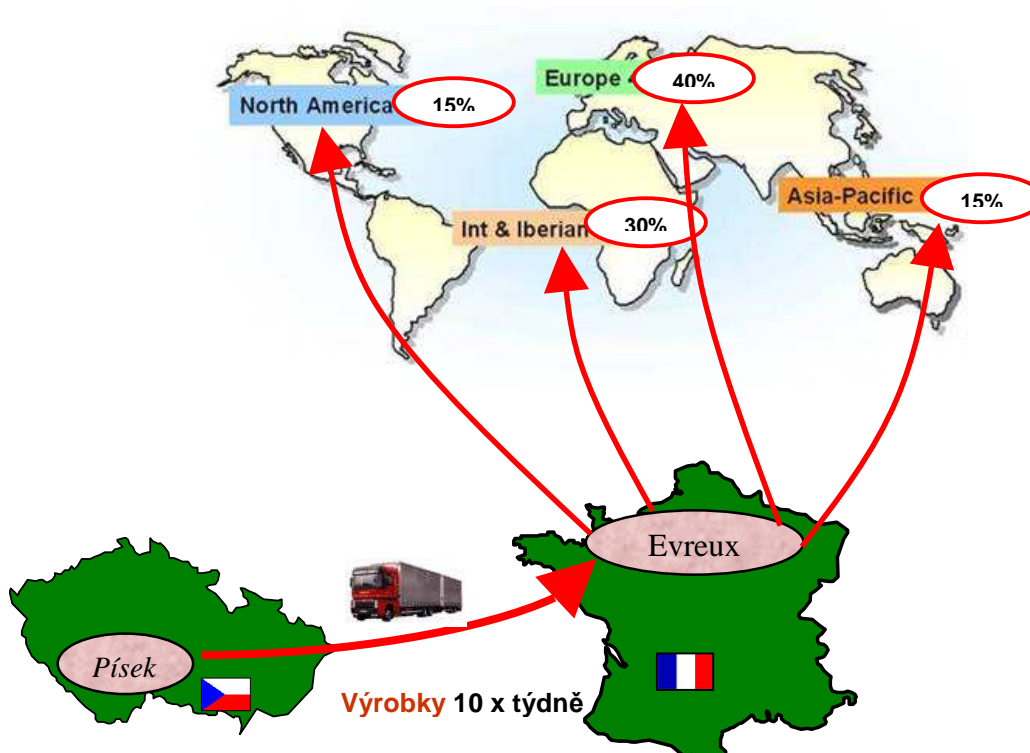 Europe
40%
North America
15%
Asia-Pacific
15%
Int & Iberian
30%
Evreux
Písek
Výrobky 10 x týdně